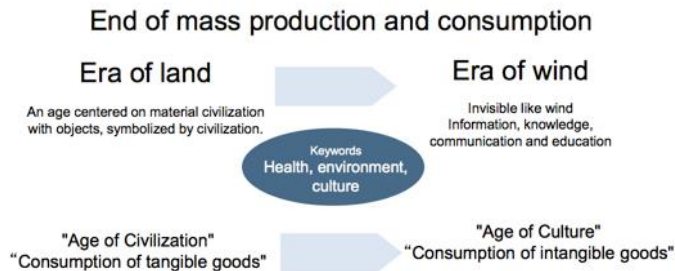 End of mass production and consumption
Era of land
Era of wind
An age centered on material civilization
with objects, symbolized by civilization.
Invisible like wind
Information, knowledge,
communication and education
Keywords
Health, environment,
culture
"Age of Civilization"
“Consumption of tangible goods"
"Age of Culture"
“Consumption of intangible goods"